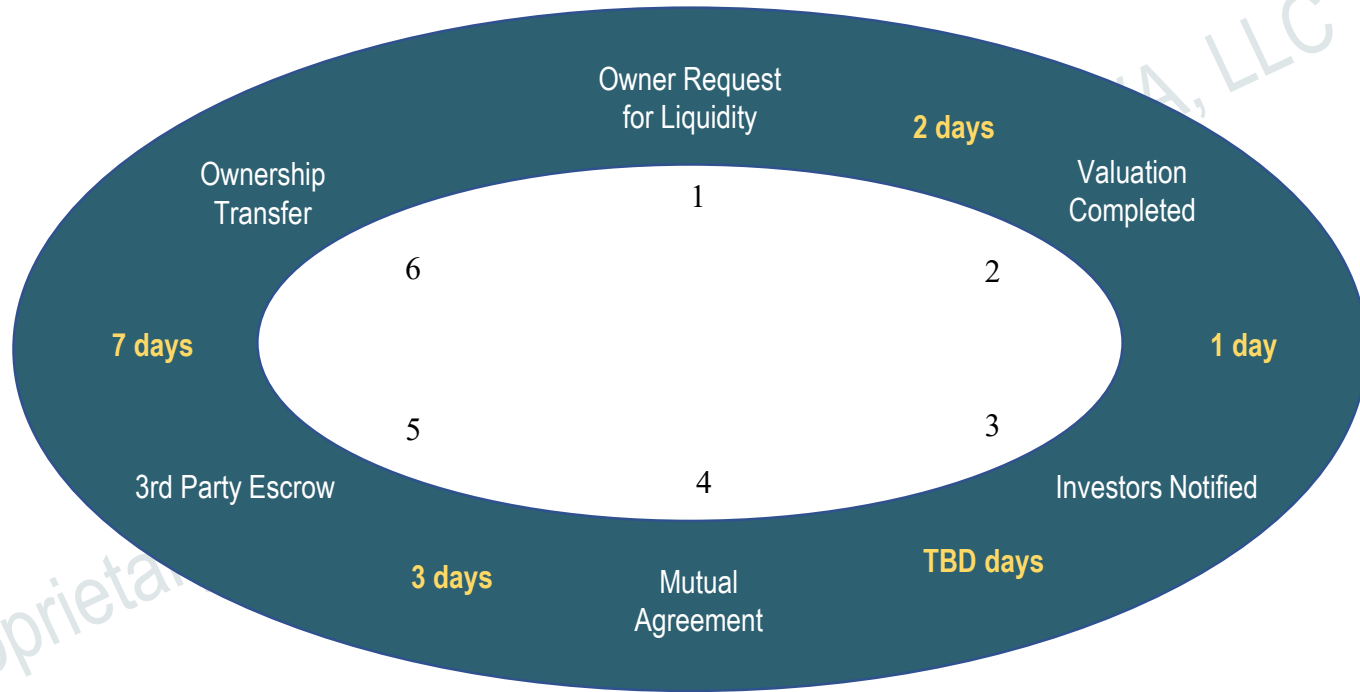 Owner Request
for Liquidity
2 days
Valuation
Completed
1
2
1 day
3
Investors Notified
TBD days
4
Mutual
Agreement
3 days
5
3rd Party Escrow
7 days
6
Ownership
Transfer
LLC